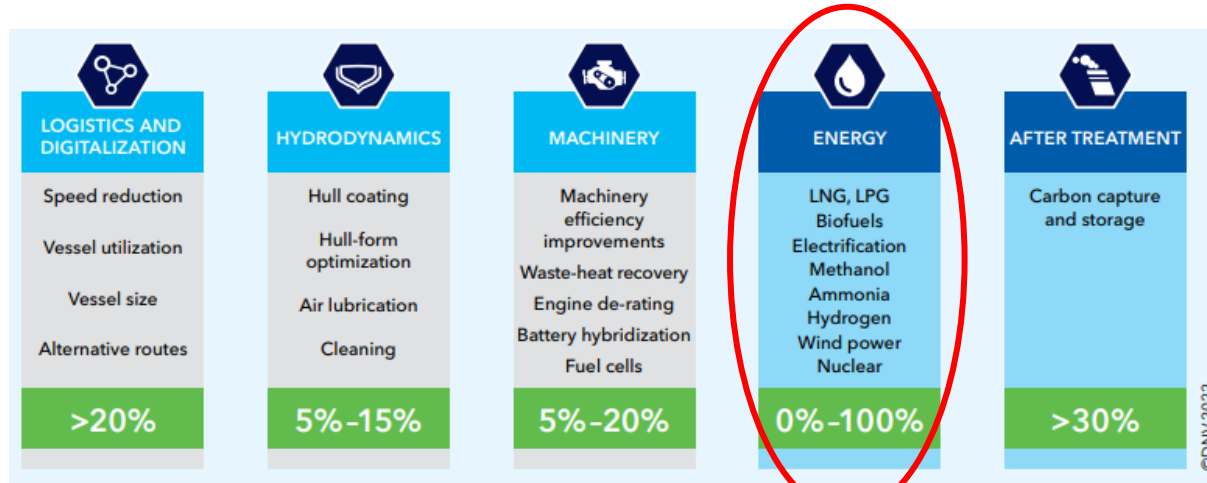 LOGISTICS AND
DIGITALIZATION
Speed reduction
Vessel utilization
Vessel size
Alternative routes
>20%
HYDRODYNAMICS
Hull coating
Hull-form
optimization
Air lubrication
Cleaning
5%-15%
MACHINERY
Machinery
efficiency
improvements
Waste-heat recovery
Engine de-rating
Battery hybridization
Fuel cells
5%-20%
ENERGY
LNG, LPG
Biofuels
Electrification
Methanol
Ammonia
Hydrogen
Wind power
Nuclear
0%-100%
AFTER TREATMENT
Carbon capture
and storage
>30%
©DNV 2022